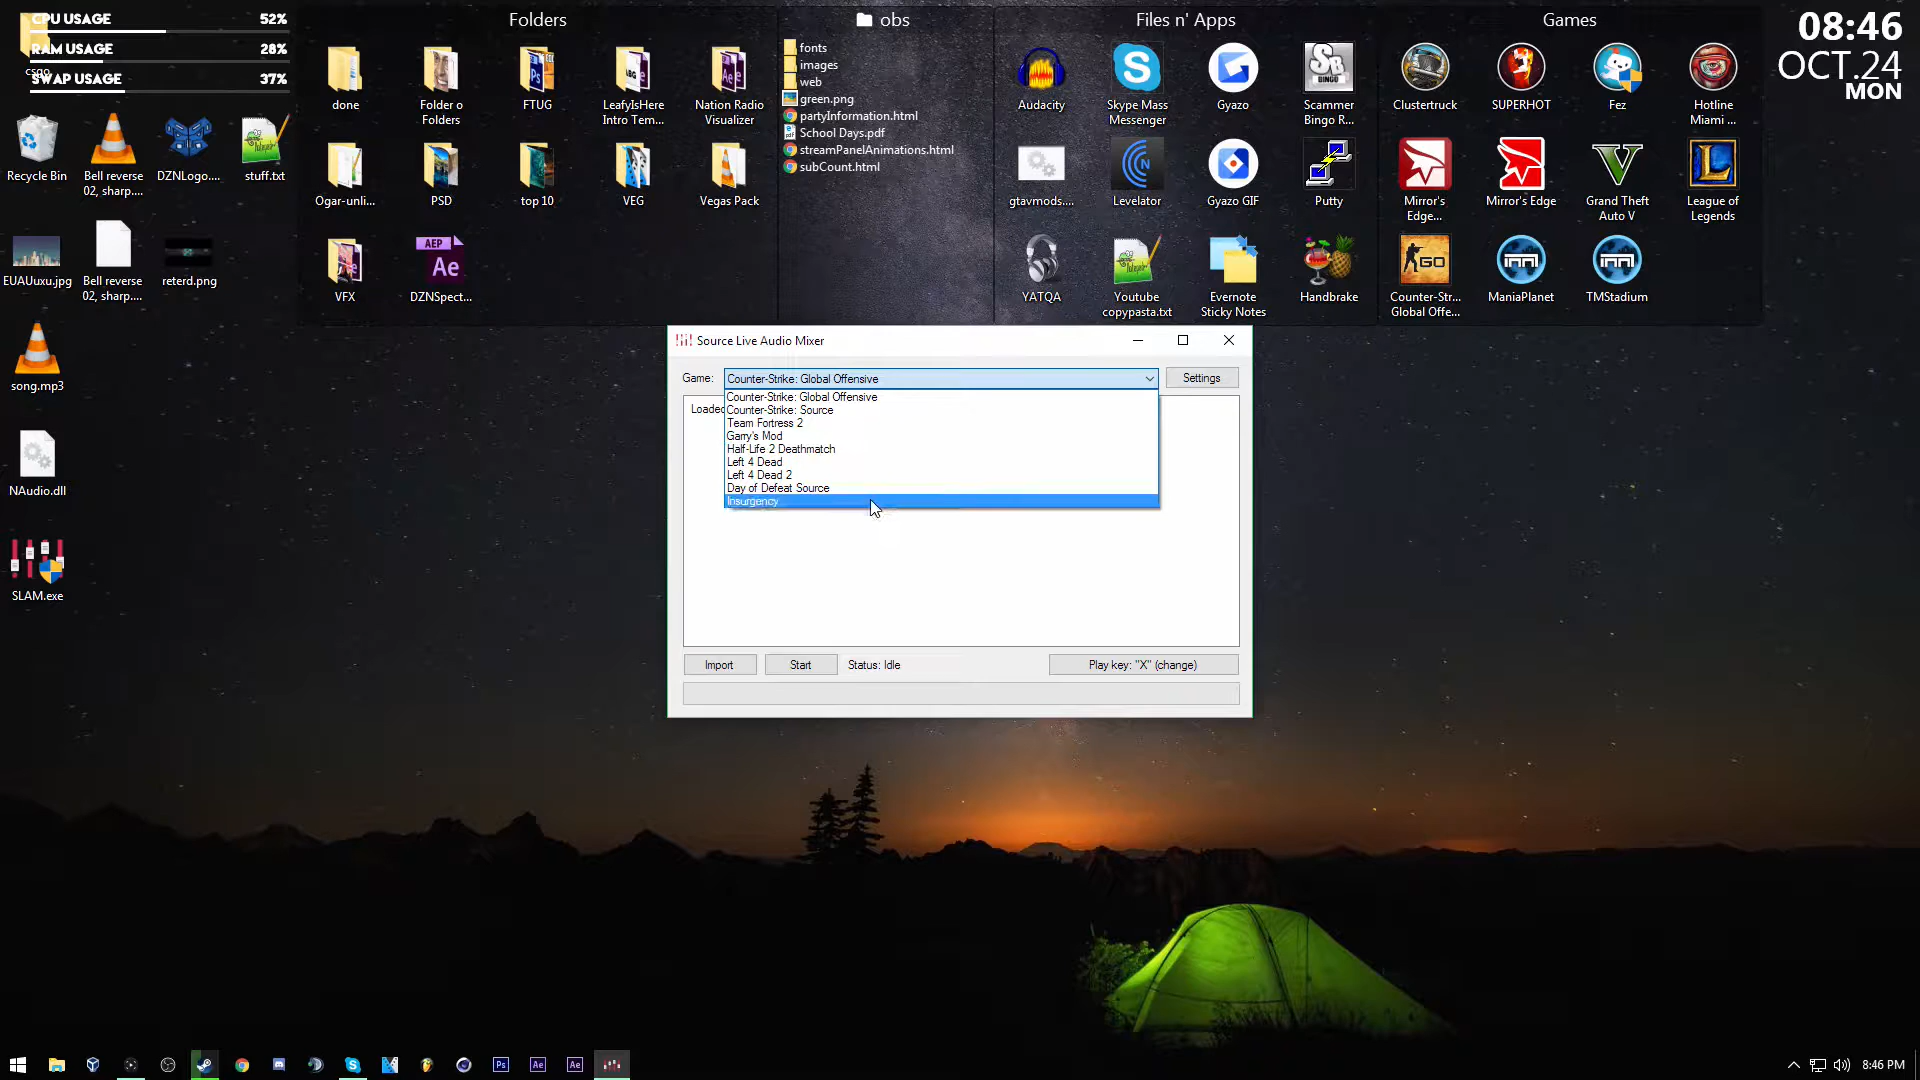 CPU USAGE 52%
RAM USAGE 28%
SWAP USAGE 37%
Folders
obs
Files n' Apps
Games
08:46
OCT.24
MON
done
Folder o
Folders
FTUG
LeafyIsHere
Intro Tem...
Nation Radio
Visualizer
fonts
images
web
green.png
partyInformation.html
School Days.pdf
streamPanelAnimations.html
subCount.html
Audacity
Skype Mass
Messenger
Gyazo
Scammer
Bingo R...
Clustertruck
SUPERHOT
Fez
Hotline
Miami ...
Recycle Bin
Bell reverse
02, sharp....
DZNLogo....
stuff.txt
Ogar-unli...
PSD
top 10
VEG
Vegas Pack
gtavmods....
Levelator
Gyazo GIF
Putty
Mirror's
Edge...
Mirror's Edge
Grand Theft
Auto V
League of
Legends
EUAUuxu.jpg
Bell reverse
02, sharp....
reterd.png
VFX
AEP
Ae
DZNSpect...
YATQA
Youtube
copypasta.txt
Evernote
Sticky Notes
Handbrake
GO
Counter-Str...
Global Offe...
ManiaPlanet
TMStadium
song.mp3
NAudio.dll
SLAM.exe
Source Live Audio Mixer
Game: Counter-Strike: Global Offensive Settings
Loaded
Counter-Strike: Global Offensive
Counter-Strike: Source
Team Fortress 2
Garry's Mod
Half-Life 2 Deathmatch
Left 4 Dead
Left 4 Dead 2
Day of Defeat Source
Insurgency
Import Start Status: Idle Play key: "X" (change)
Ps Ae Ae
8:46 PM